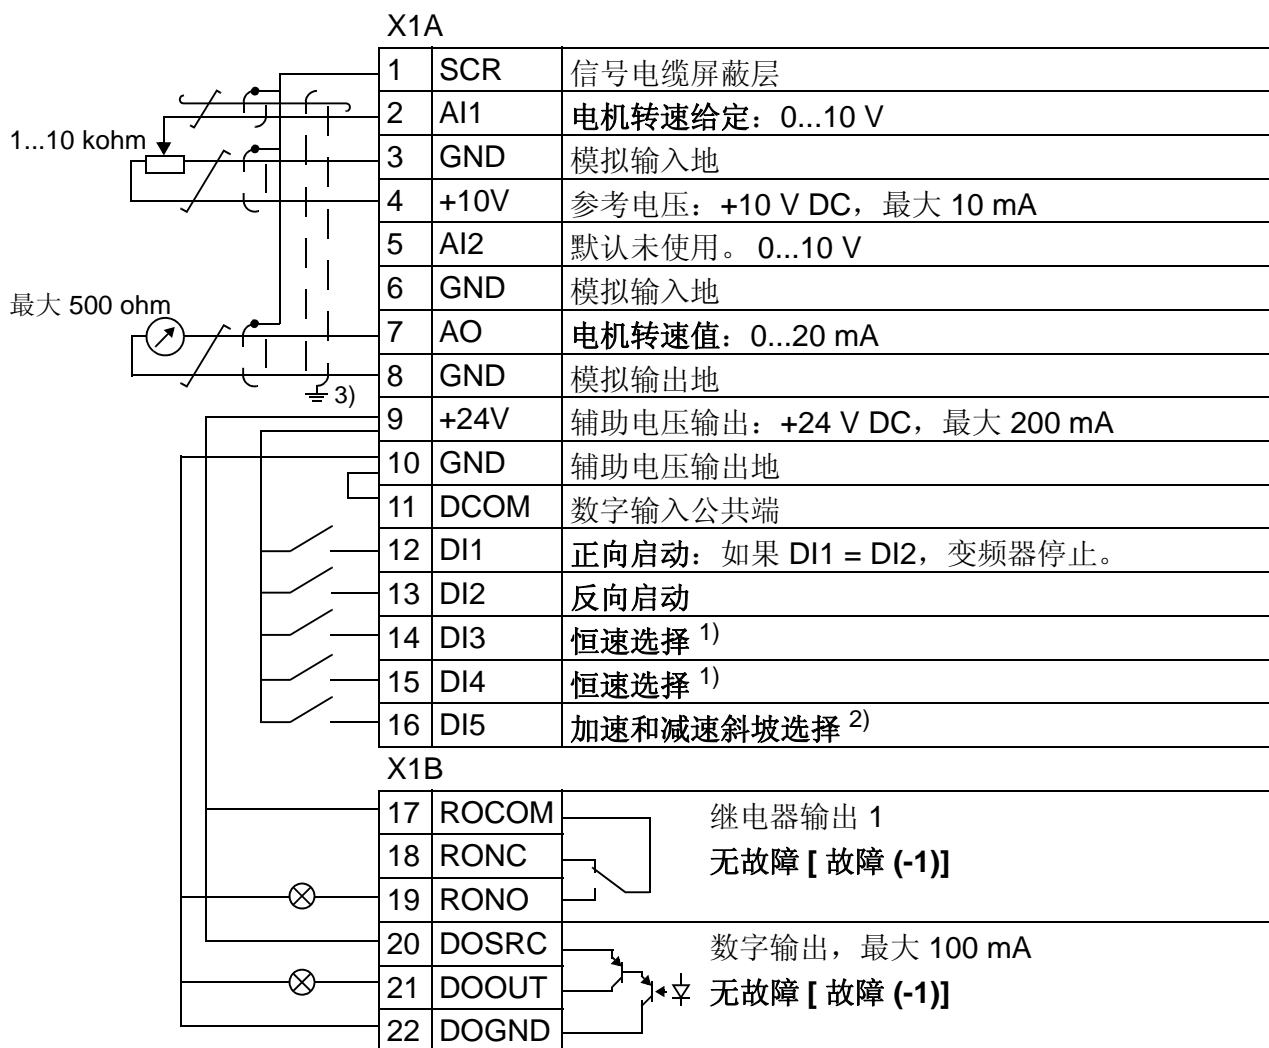 X1A
1 SCR 信号电缆屏蔽层
2 AI1 电机转速给定：0...10 V
1...10 kohm
3 GND 模拟输入地
4 +10V 参考电压：+10 V DC，最大 10 mA
5 AI2 默认未使用。 0...10 V
6 GND 模拟输入地
最大 500 ohm
7 AO 电机转速值：0...20 mA
8 GND 模拟输出地
3)
9 +24V 辅助电压输出：+24 V DC，最大 200 mA
10 GND 辅助电压输出地
11 DCOM 数字输入公共端
12 DI1 正向启动：如果 DI1 = DI2，变频器停止。
13 DI2 反向启动
14 DI3 恒速选择 1)
15 DI4 恒速选择 1)
16 DI5 加速和减速斜坡选择 2)
X1B
17 ROCOM 继电器输出 1
18 RONC 无故障 [ 故障 (-1)]
19 RONO
20 DOSRC 数字输出，最大 100 mA
21 DOOUT 无故障 [ 故障 (-1)]
22 DOGND